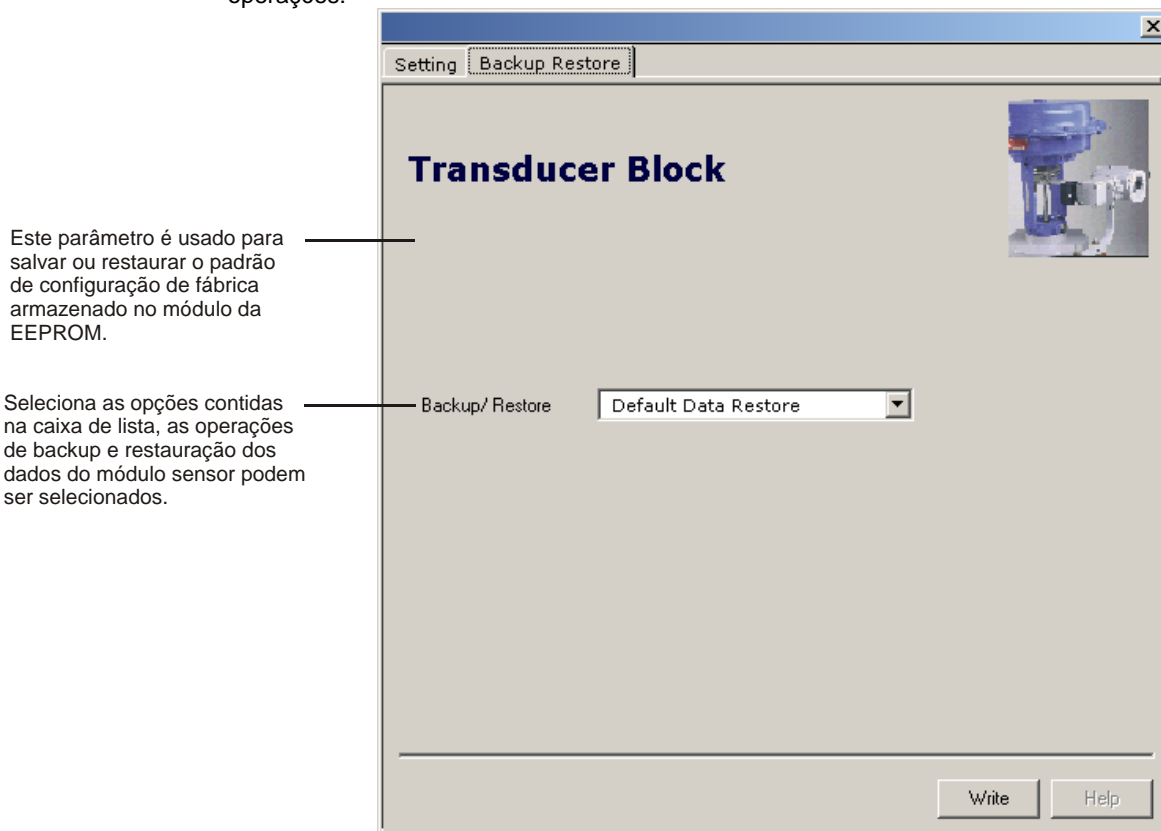 operações.
Setting Backup Restore
Transducer Block
Este parâmetro é usado para
salvar ou restaurar o padrão
de configuração de fábrica
armazenado no módulo da
EEPROM.
Seleciona as opções contidas
na caixa de lista, as operações
de backup e restauração dos
dados do módulo sensor podem
ser selecionados.
Backup/ Restore Default Data Restore
Write Help